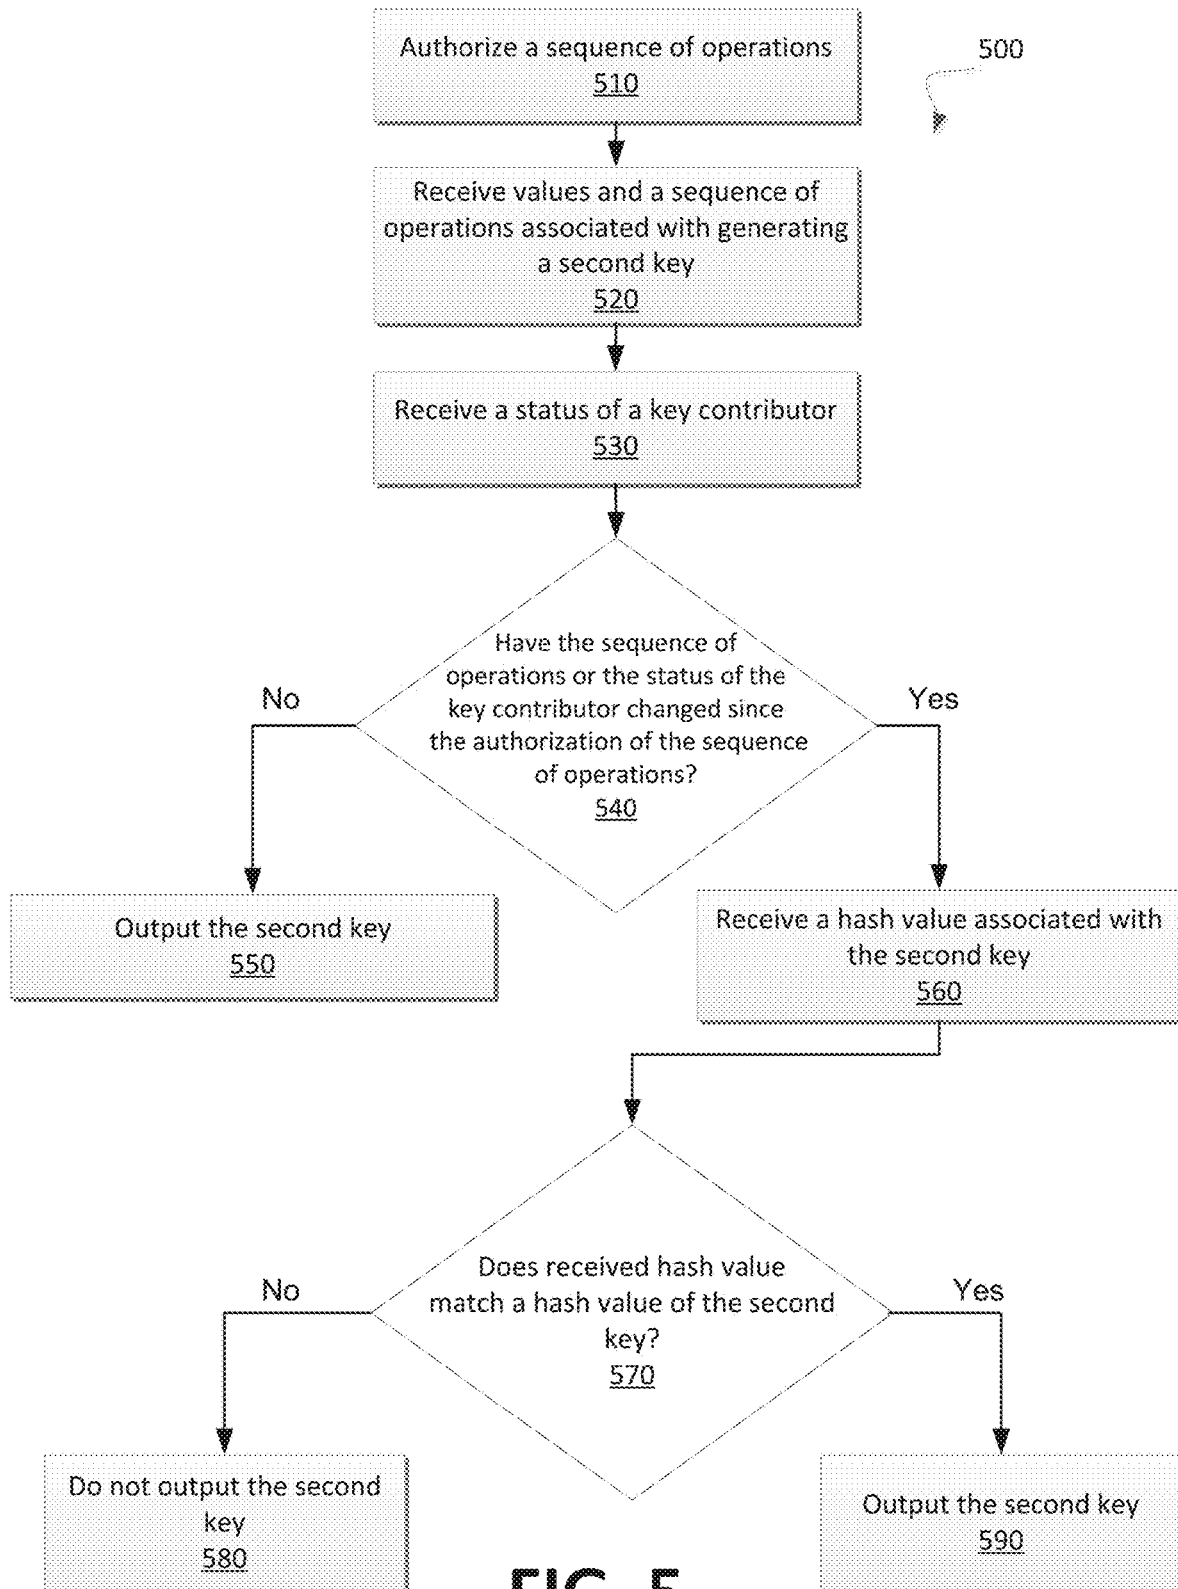 Authorize a sequence of operations
510
500
Receive values and a sequence of
operations associated with generating
a second key
520
Receive a status of a key contributor
530
Have the sequence of
operations or the status of the
key contributor changed since
the authorization of the sequence
of operations?
540
No
Yes
Output the second key
550
Receive a hash value associated with
the second key
560
Does received hash value
match a hash value of the second
key?
570
No
Yes
Do not output the second
key
580
Output the second key
590
FIG. 5